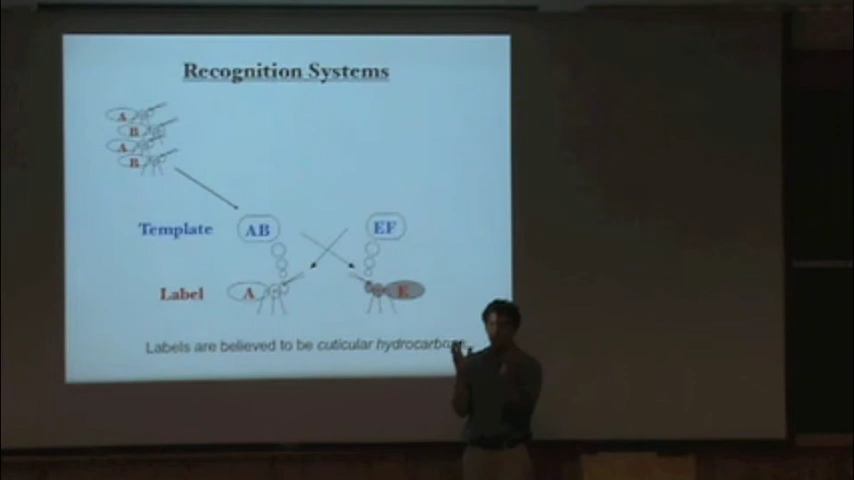 Recognition Systems
A
B
A
B
Template AB EF
Label A E
Labels are believed to be cuticular hydrocarbons